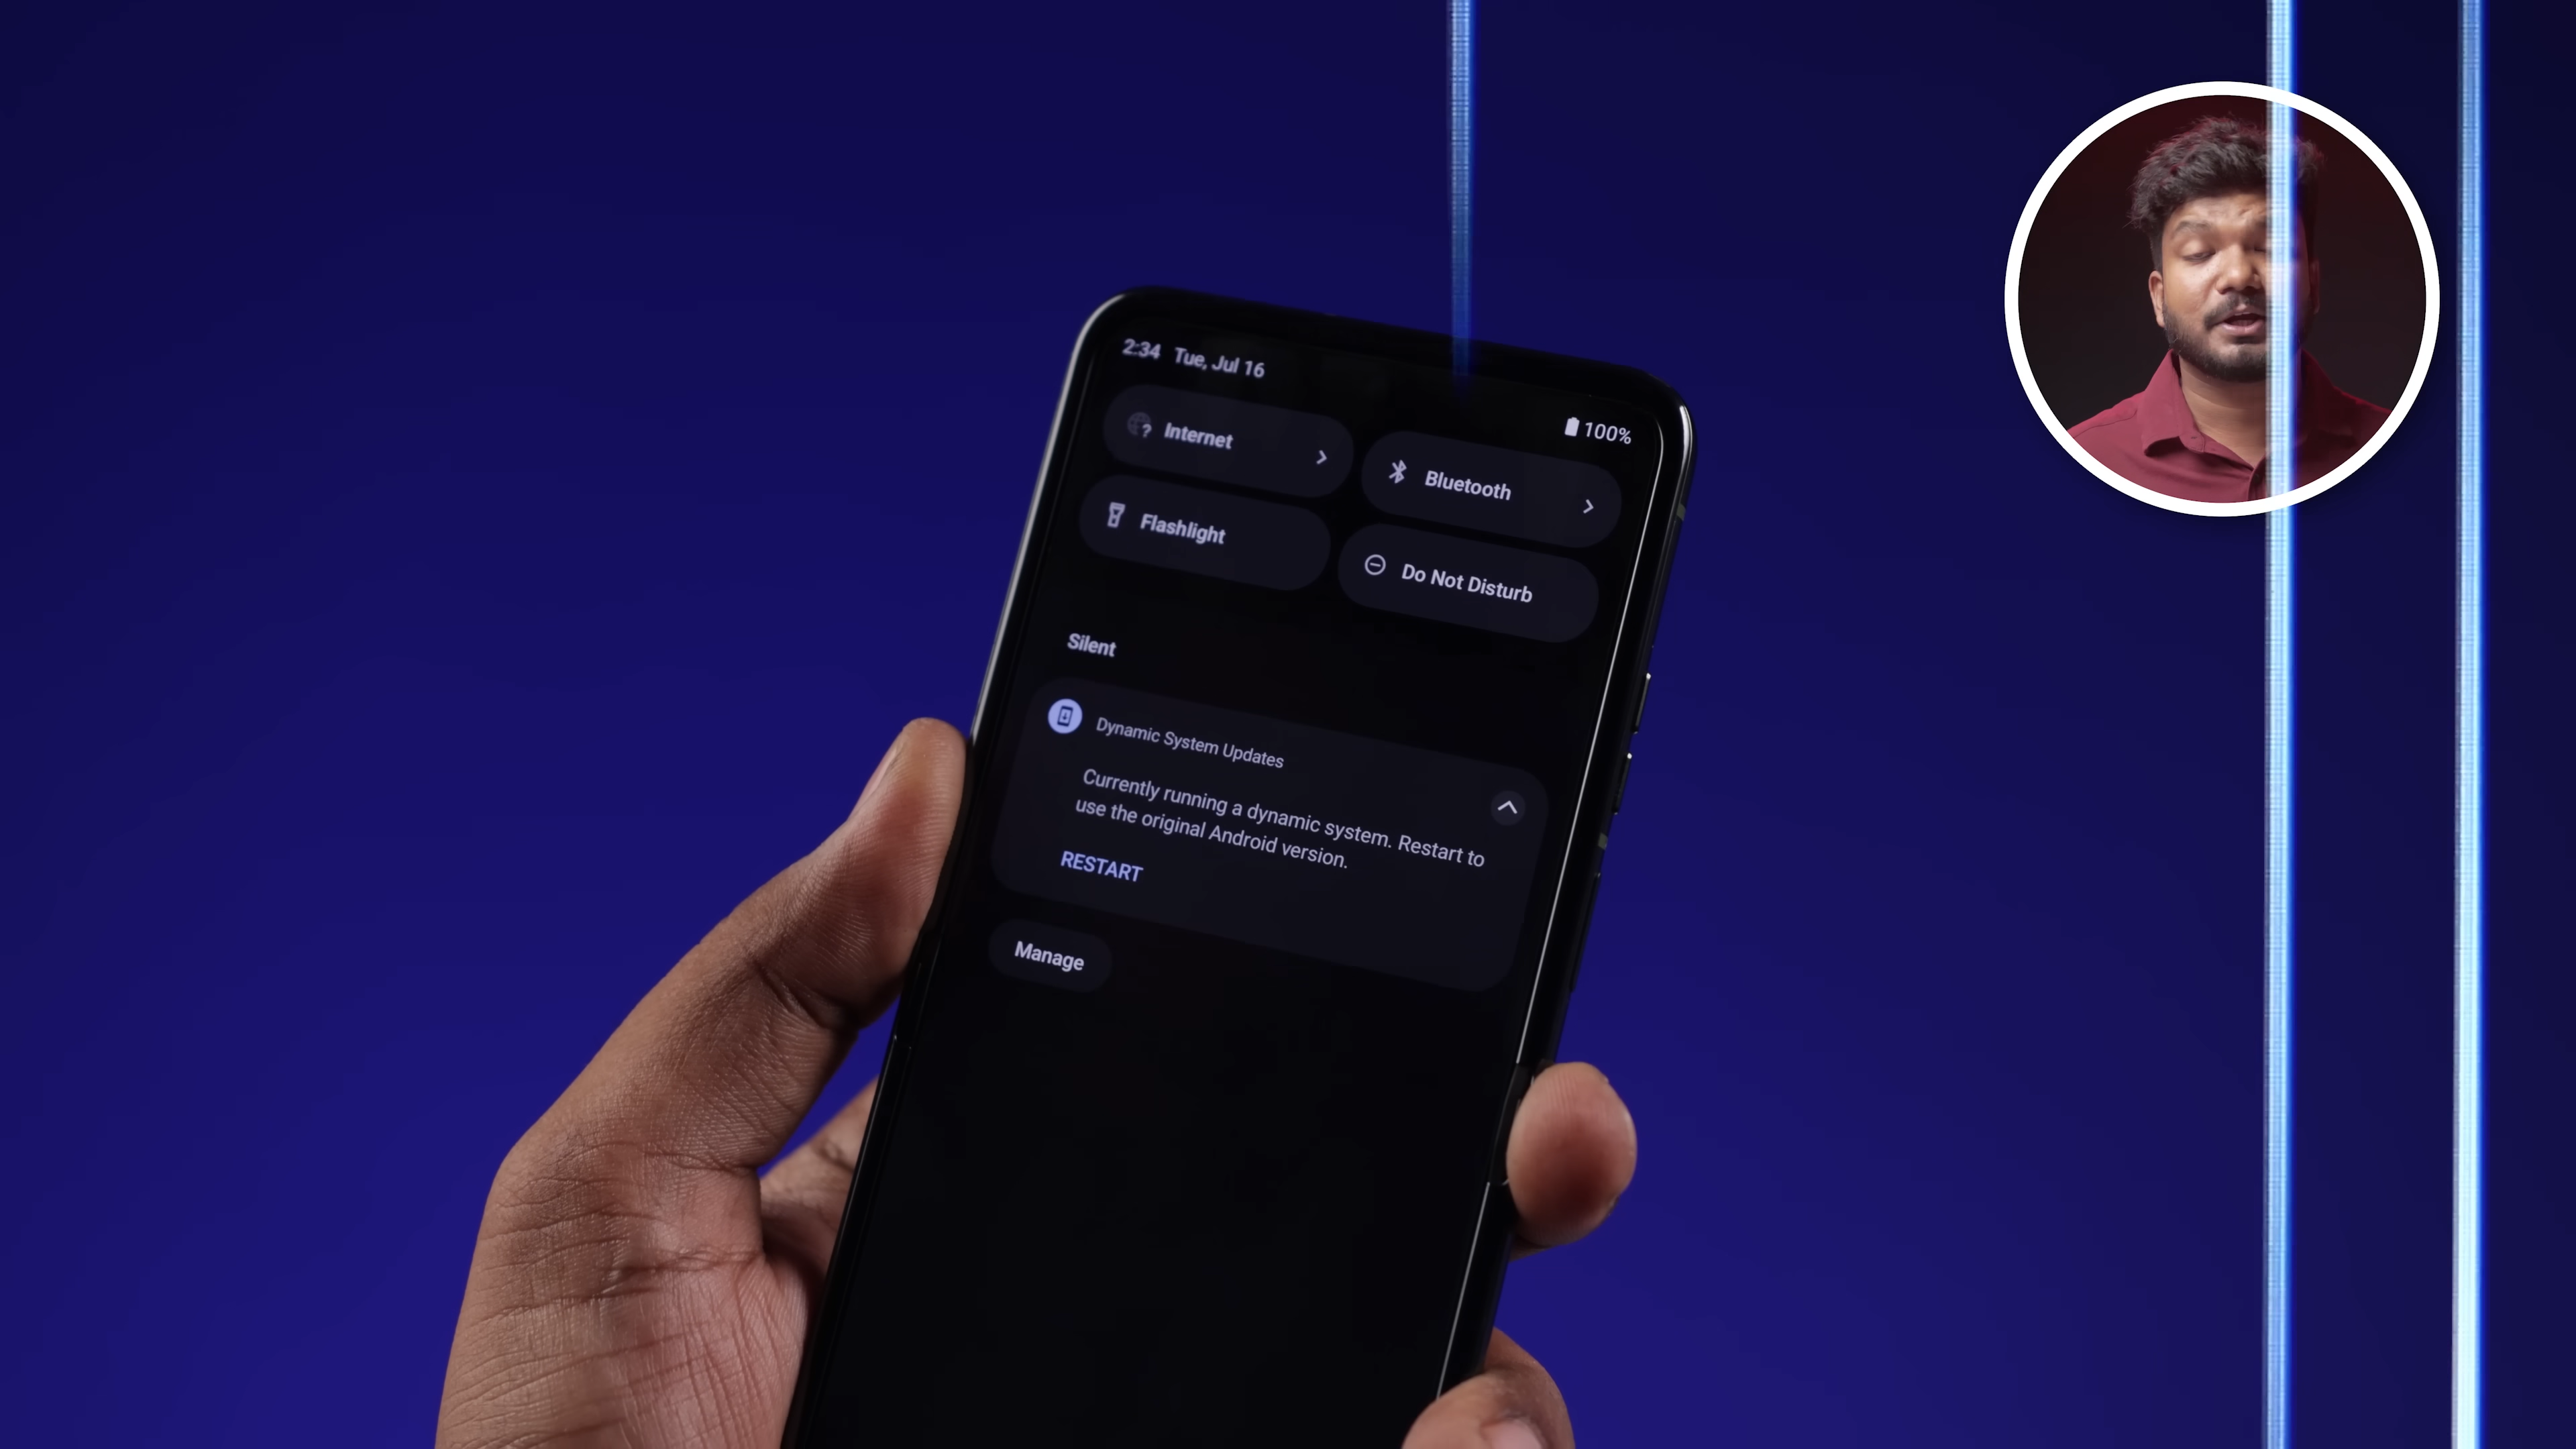 2:34 Tue, Jul 16
100%
Internet
Bluetooth
Flashlight
Do Not Disturb
Silent
Dynamic System Updates
Currently running a dynamic system. Restart to
use the original Android version.
RESTART
Manage